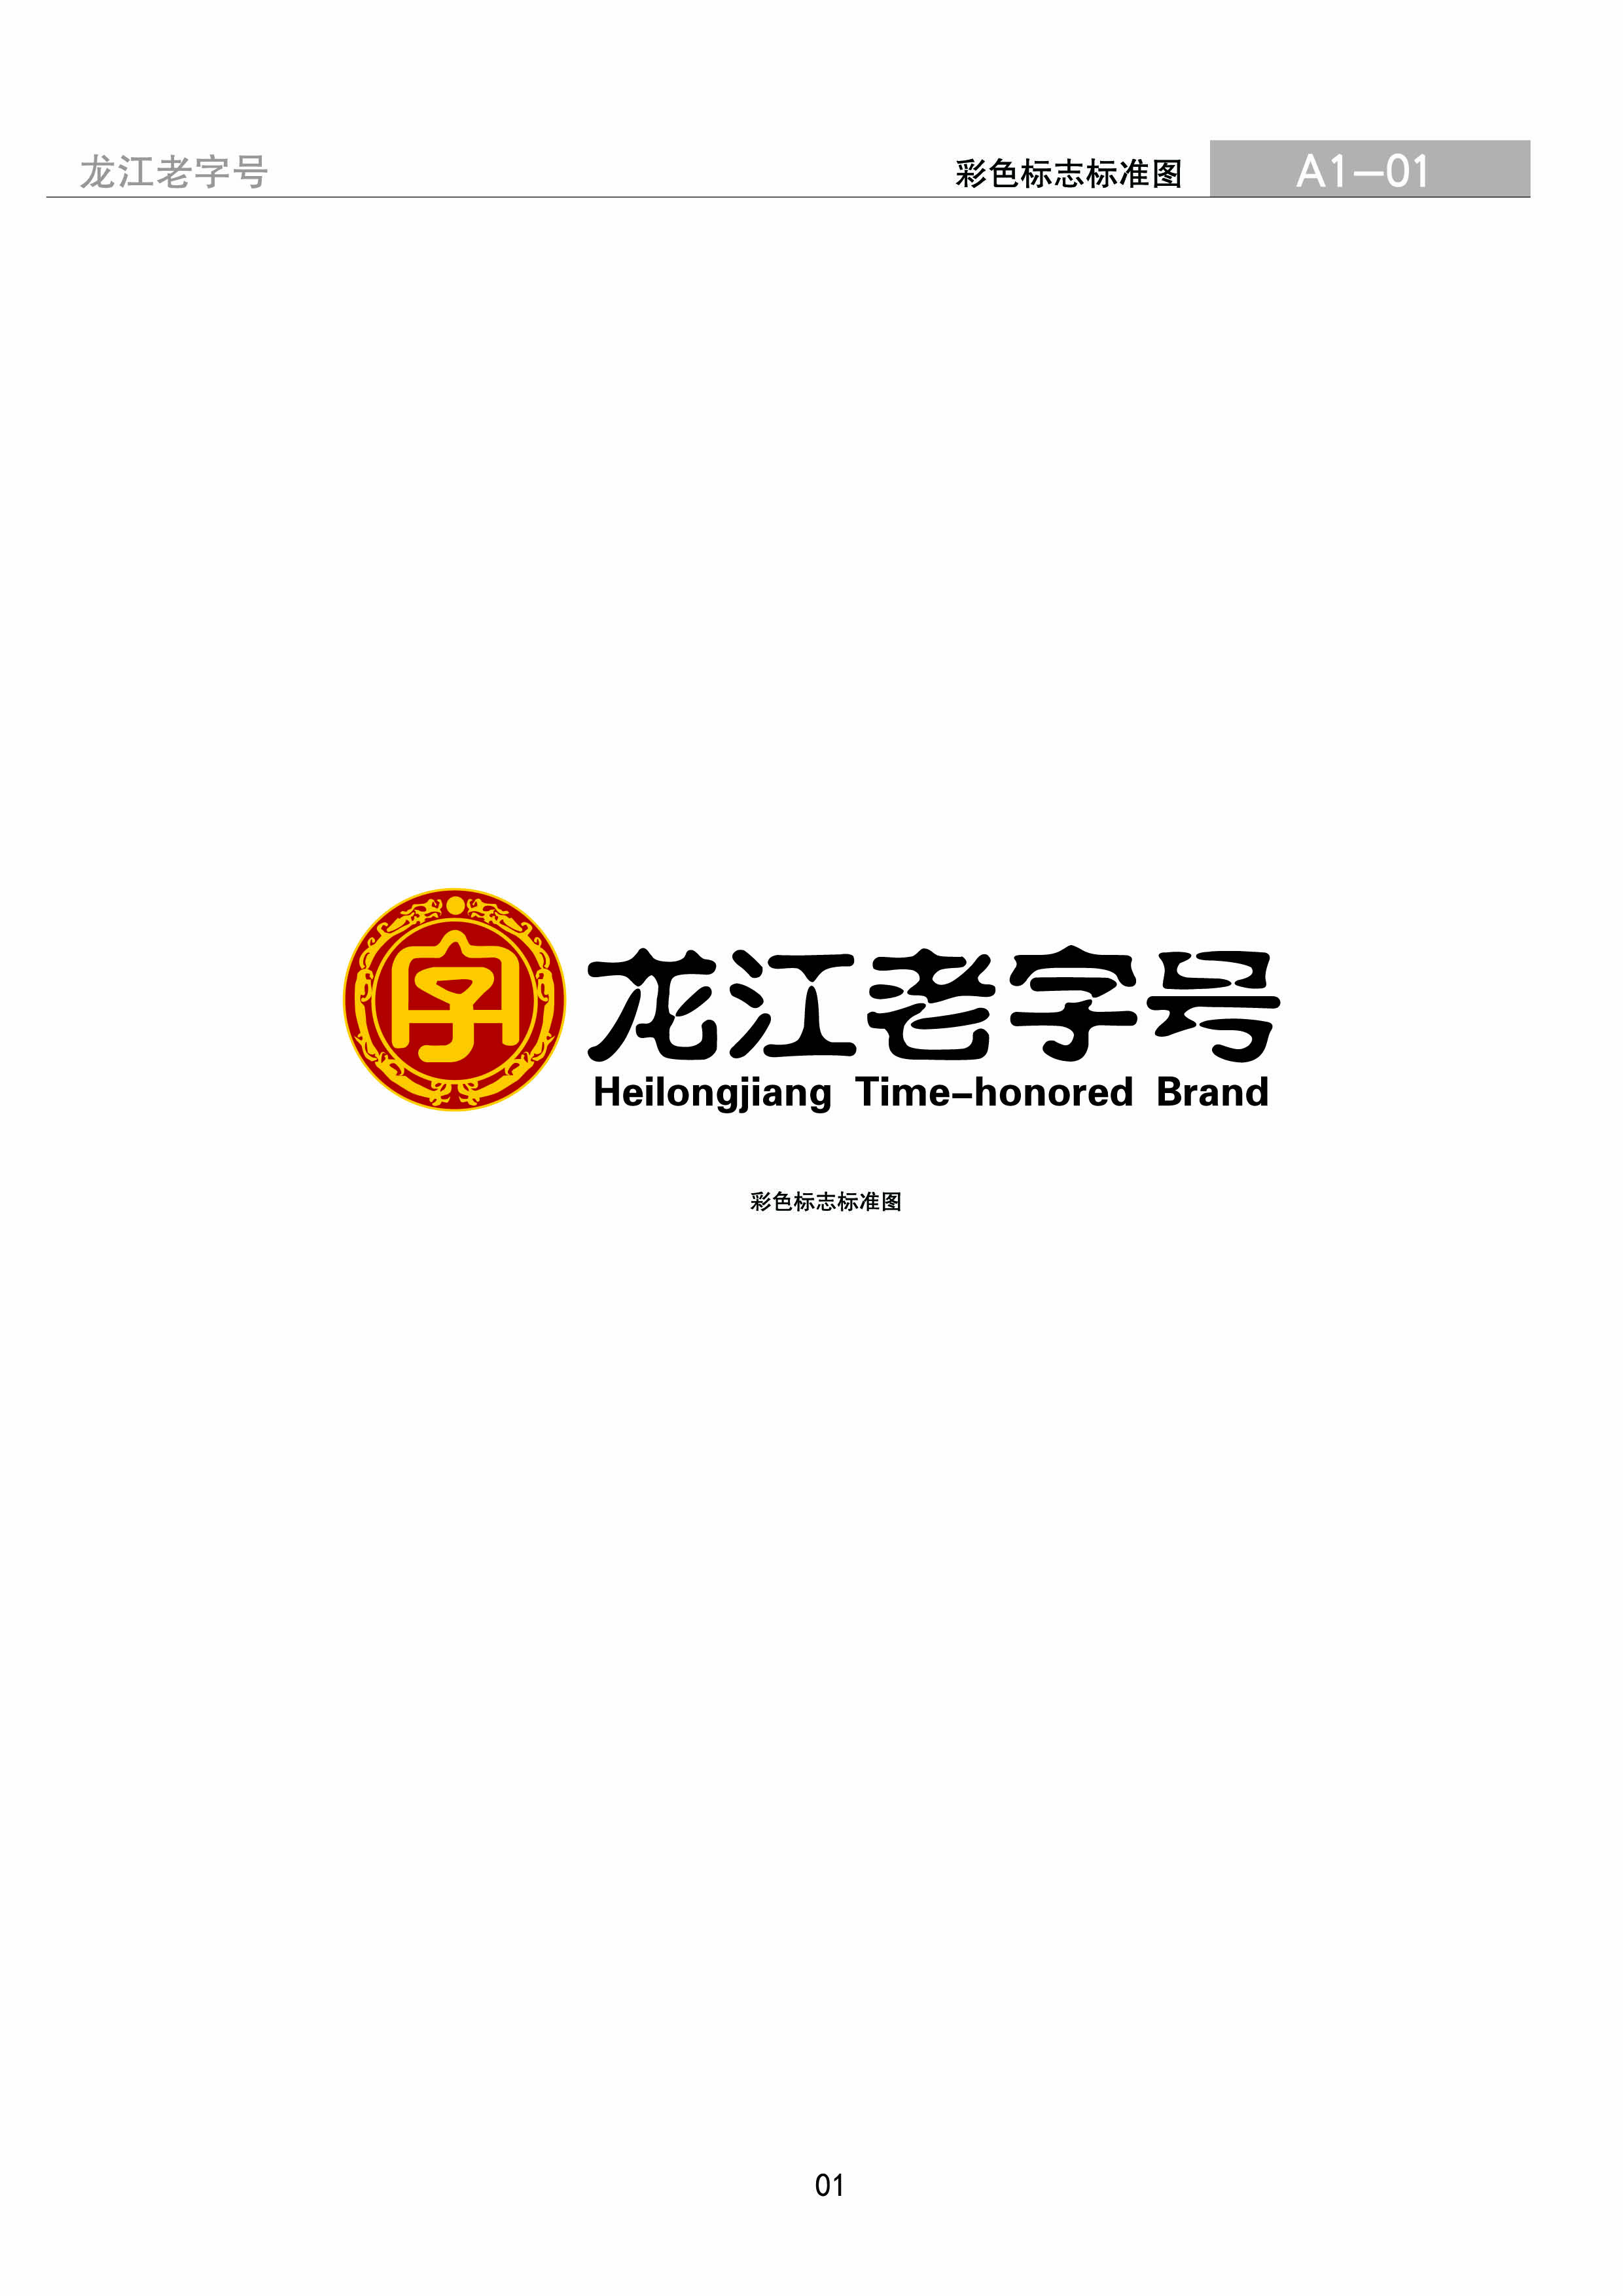 龙江老字号
彩色标志标准图
A1—01
字
龙江老字号
Heilongjiang Time-honored Brand
彩色标志标准图
01